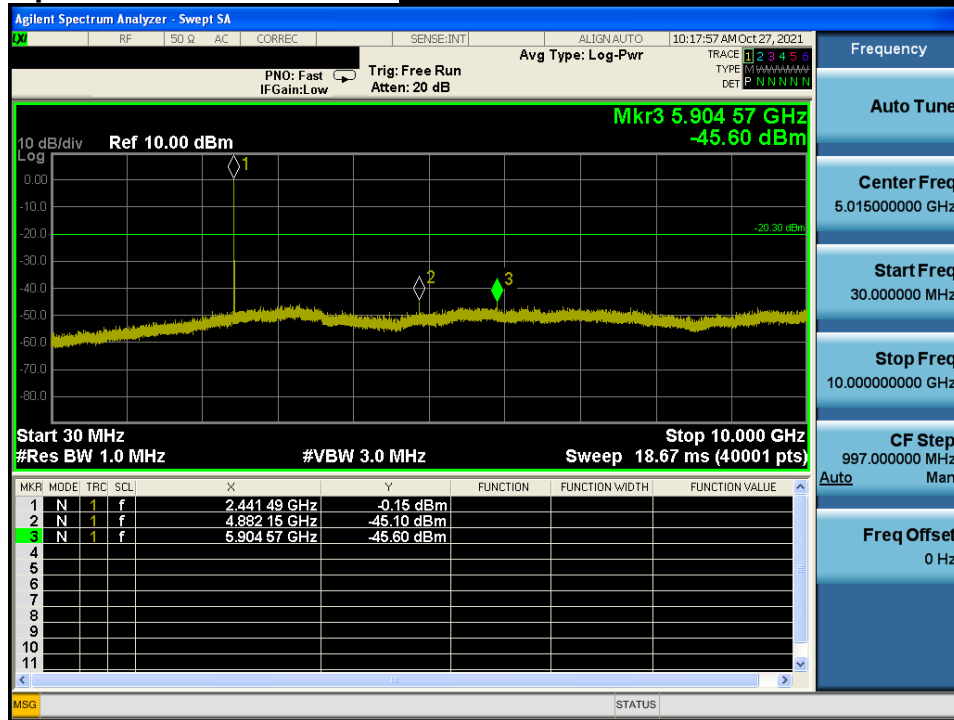 Agilent Spectrum Analyzer - Swept SA
LXI RF 50 Ω AC CORREC SENSE:INT ALIGN AUTO 10:17:57 AM Oct 27, 2021
Avg Type: Log-Pwr
TRACE 1 2 3 4 5 6
PNO: Fast Trig: Free Run
TYPE M
IFGain:Low Atten: 20 dB
DET P N N N N N
Mkr3 5.904 57 GHz
-45.60 dBm
10 dB/div Ref 10.00 dBm
Log
1
0.00
-10.0
-20.0
-20.30 dBm
-30.0
2
3
-40.0
-50.0
-60.0
-70.0
-80.0
Start 30 MHz Stop 10.000 GHz
#Res BW 1.0 MHz #VBW 3.0 MHz Sweep 18.67 ms (40001 pts)
MKR MODE TRC SCL X Y FUNCTION FUNCTION WIDTH FUNCTION VALUE
1 N 1 f 2.441 49 GHz -0.15 dBm
2 N 1 f 4.882 15 GHz -45.10 dBm
3 N 1 f 5.904 57 GHz -45.60 dBm
4
5
6
7
8
9
10
11
MSG STATUS
Frequency
Auto Tune
Center Freq
5.015000000 GHz
Start Freq
30.000000 MHz
Stop Freq
10.000000000 GHz
CF Step
997.000000 MHz
Auto Man
Freq Offset
0 Hz